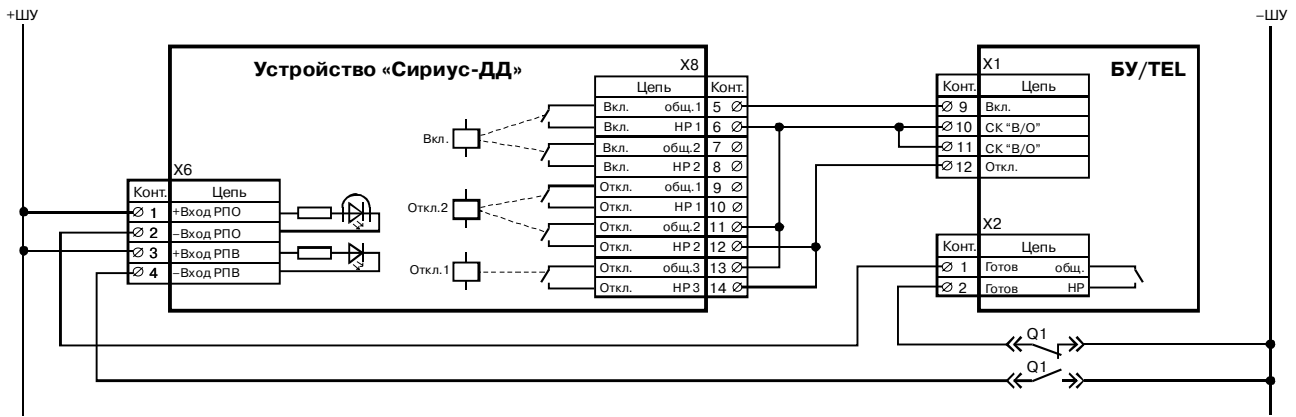 +ШУ
–ШУ
Устройство «Сириус-ДД»
X8
Цепь Конт.
Вкл. общ.1 5
Вкл. НР 1 6
Вкл. общ.2 7
Вкл. НР 2 8
Откл. общ.1 9
Откл. НР 1 10
Откл. общ.2 11
Откл. НР 2 12
Откл. общ.3 13
Откл. НР 3 14
Вкл.
Откл.2
Откл.1
X6
Конт. Цепь
1 +Вход РПО
2 –Вход РПО
3 +Вход РПВ
4 –Вход РПВ
БУ/TEL
X1
Конт. Цепь
9 Вкл.
10 СК "В/О"
11 СК "В/О"
12 Откл.
X2
Конт. Цепь
1 Готов общ.
2 Готов НР
Q1
Q1